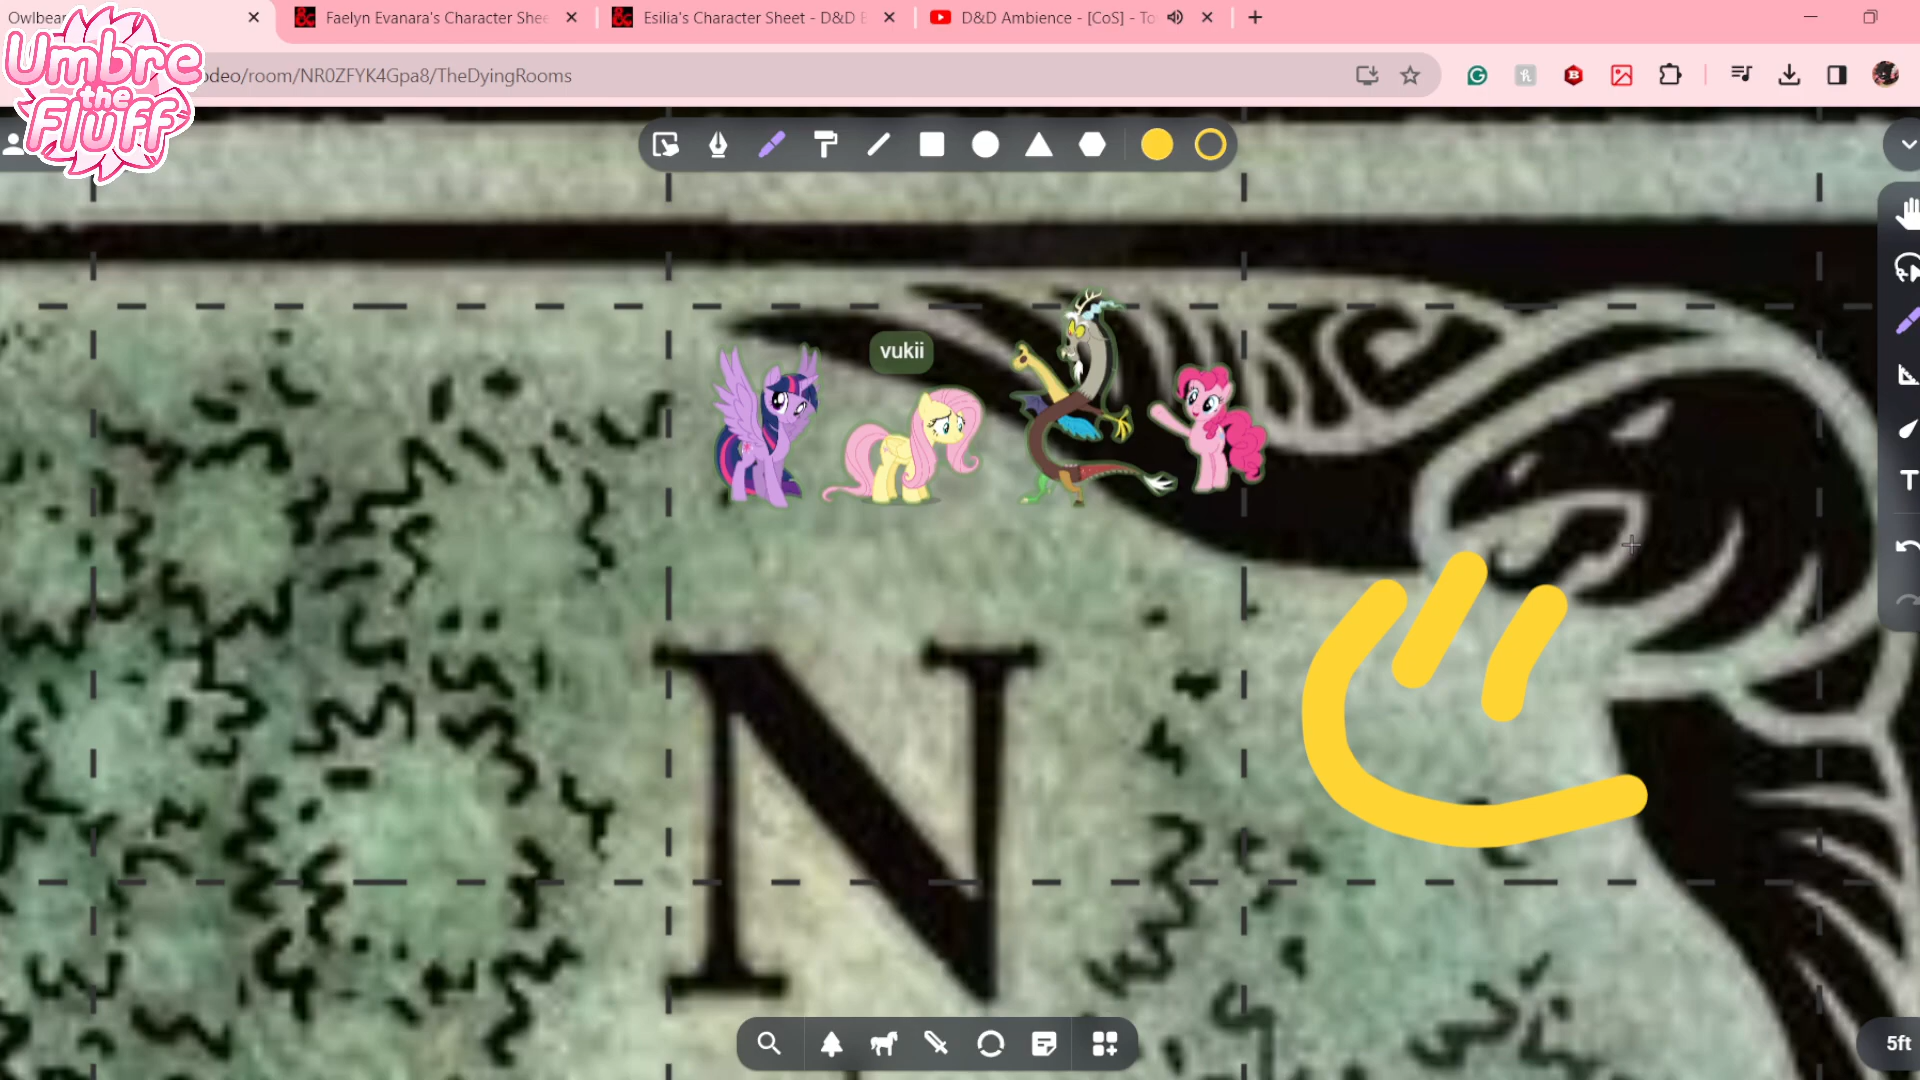 Owlbear
Faelyn Evanara's Character Shee
Esilia's Character Sheet - D&D B
D&D Ambience - [CoS] - To
Umbre
the
Fluff
odeo/room/NR0ZFYK4Gpa8/TheDyingRooms
vukii
T
N
5ft